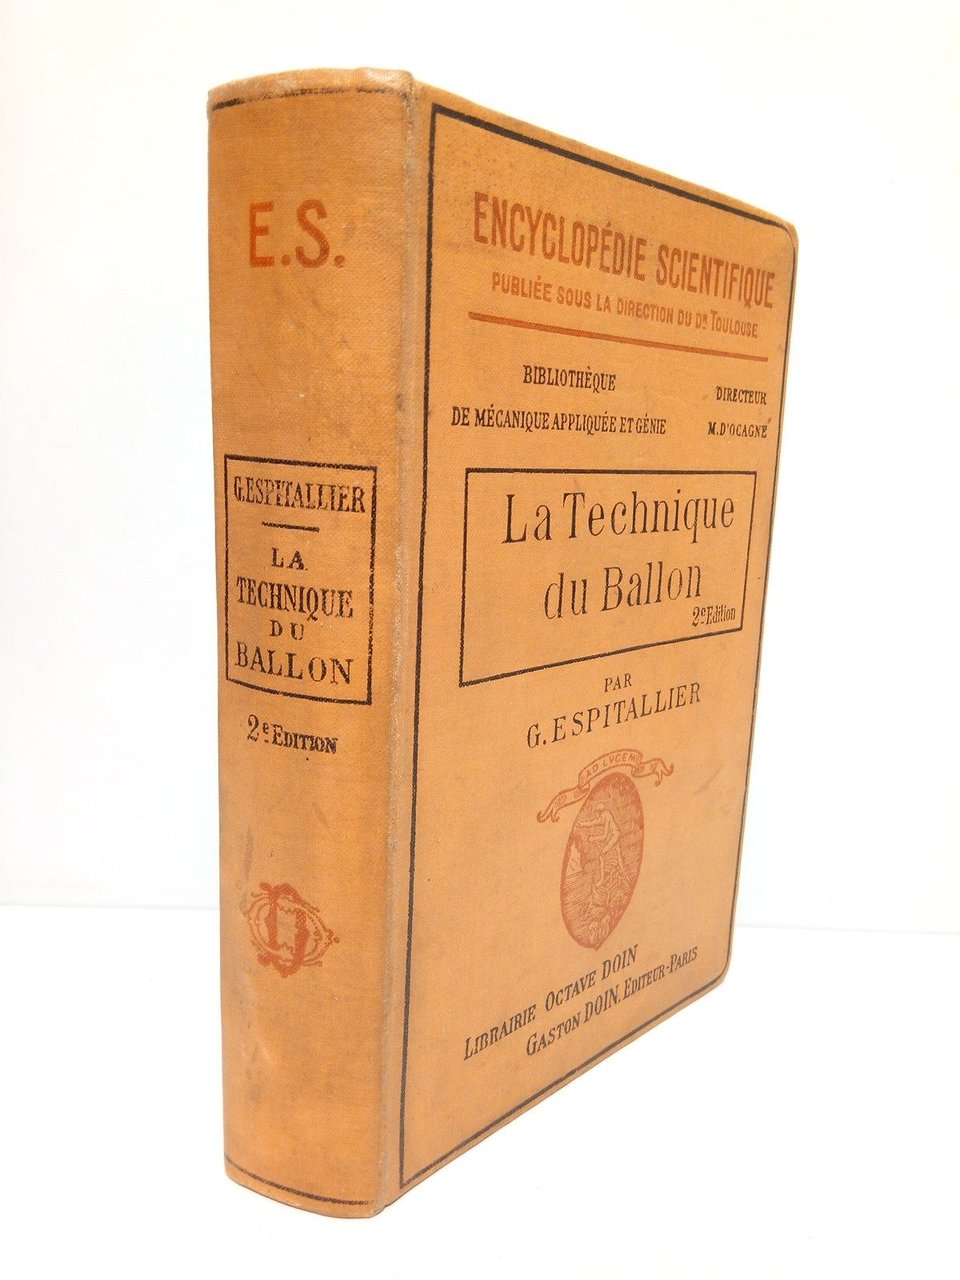 E.S.
G. ESPITALLIER
LA
TECHNIQUE
DU
BALLON
2e EDITION
ENCYCLOPÉDIE SCIENTIFIQUE
PUBLIÉE SOUS LA DIRECTION DU DR TOULOUSE
BIBLIOTHÈQUE
DE MÉCANIQUE APPLIQUÉE ET GÉNIE
DIRECTEUR
M. D'OCAGNE
La Technique
du Ballon
2e Edition
PAR
G. ESPITALLIER
AD LVCEM
LIBRAIRIE OCTAVE DOIN
GASTON DOIN, EDITEUR-PARIS